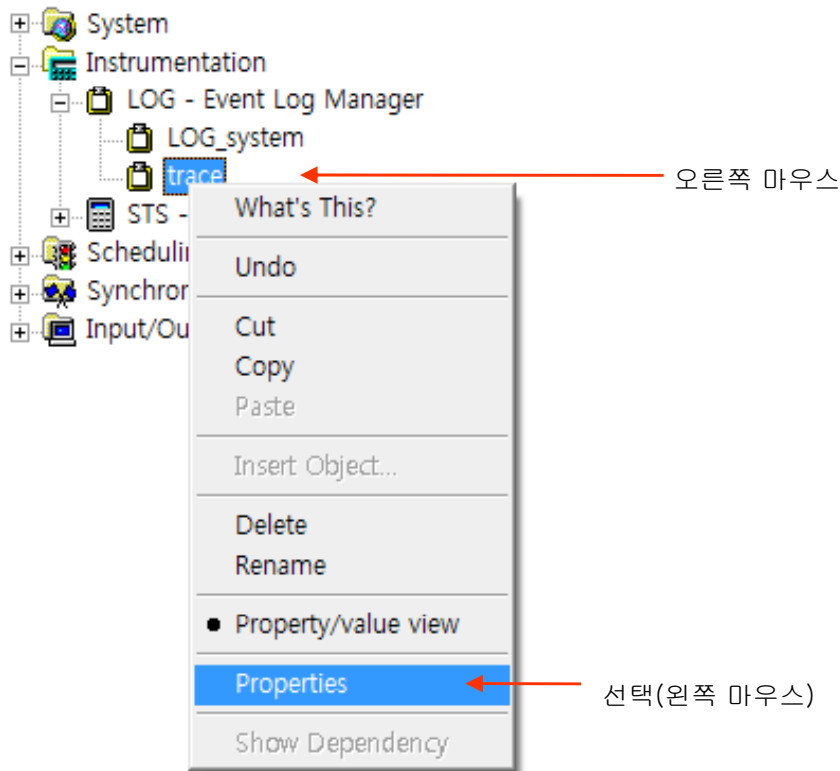 System
Instrumentation
LOG - Event Log Manager
LOG_system
trace
오른쪽 마우스
STS -
What's This?
Schedulin
Undo
Synchror
Input/Ou
Cut
Copy
Paste
Insert Object...
Delete
Rename
Property/value view
Properties
선택(왼쪽 마우스)
Show Dependency